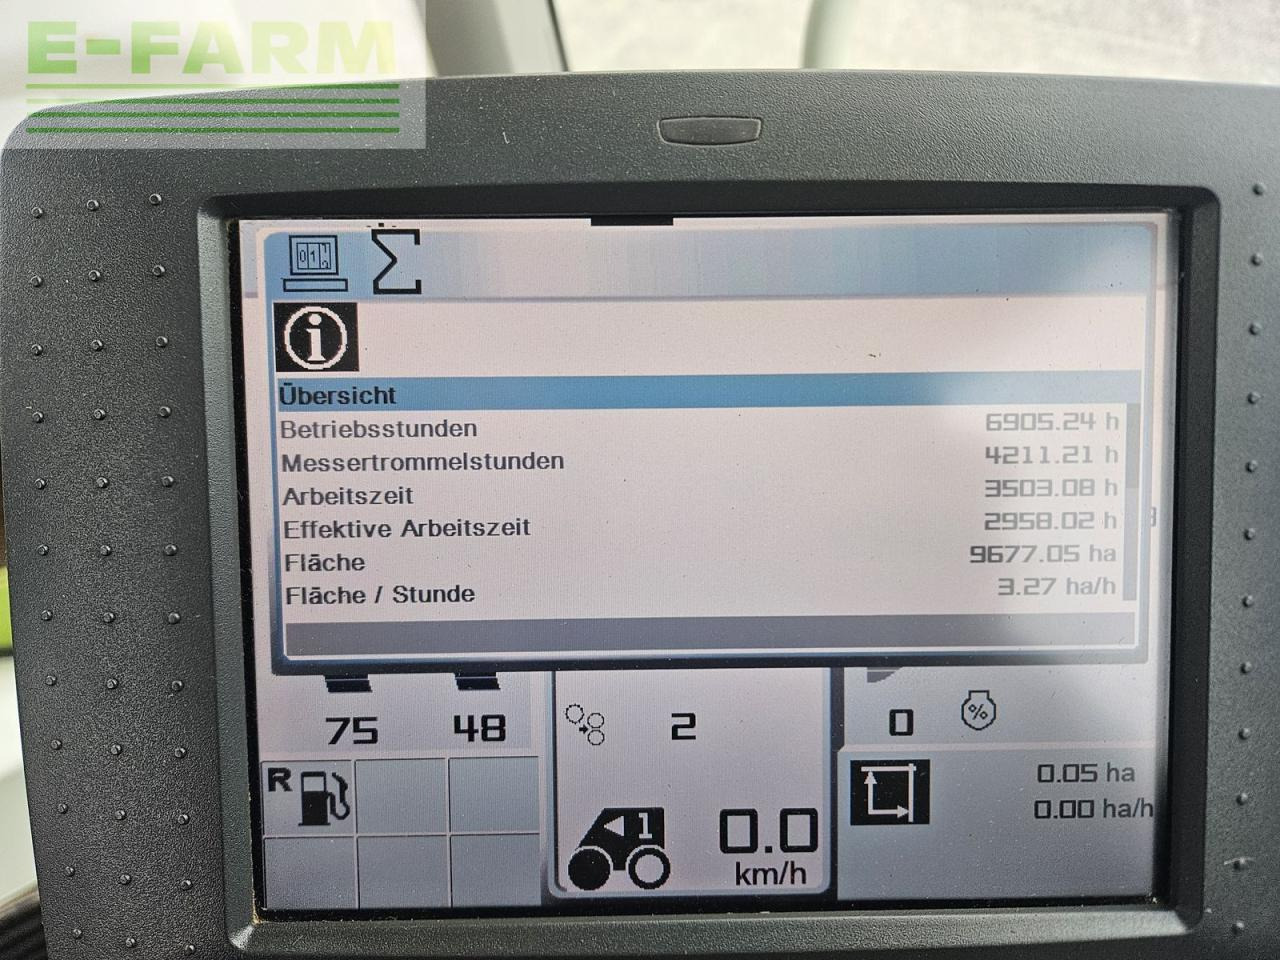 E-FARM
Übersicht
Betriebsstunden 6905.24 h
Messertrommelstunden 4211.21 h
Arbeitszeit 3503.08 h
Effektive Arbeitszeit 2958.02 h
Fläche 9677.05 ha
Fläche / Stunde 3.27 ha/h
75 48 2 0 %
R
0.05 ha
0.00 ha/h
1 0.0
km/h